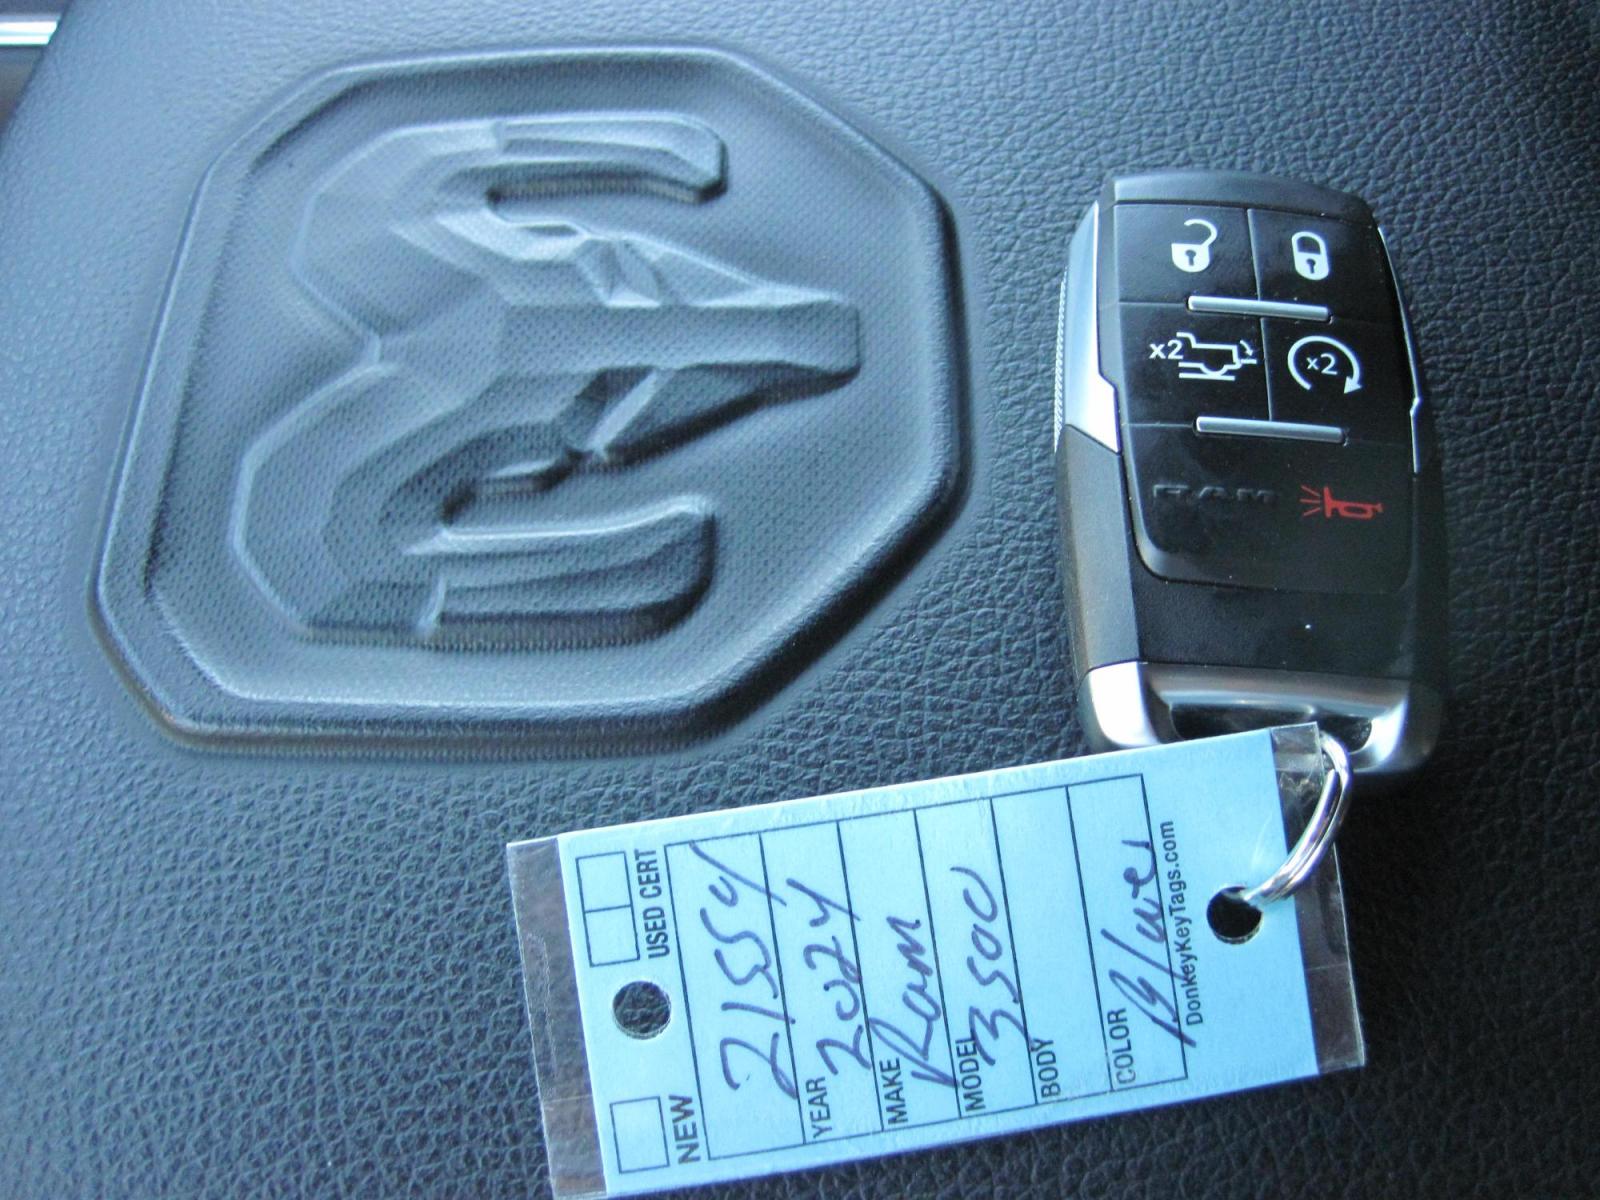 x2
x2
RAM
NEW
USED CERT
21554
YEAR
2024
MAKE
Ram
MODEL
3500
BODY
COLOR
Blue
DonkeyKeyTags.com